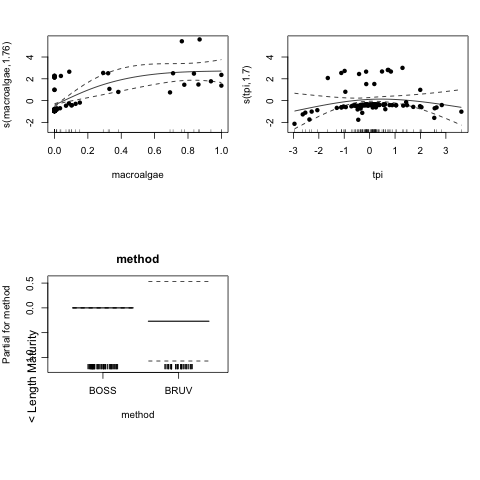 s(macroalgae,1.76)
4
2
0
-2
0.0 0.2 0.4 0.6 0.8 1.0
macroalgae
s(tpi,1.7)
4
2
0
-2
-3 -2 -1 0 1 2 3
tpi
method
Partial for method
0.5
0.0
BOSS BRUV
method
< Length Maturity